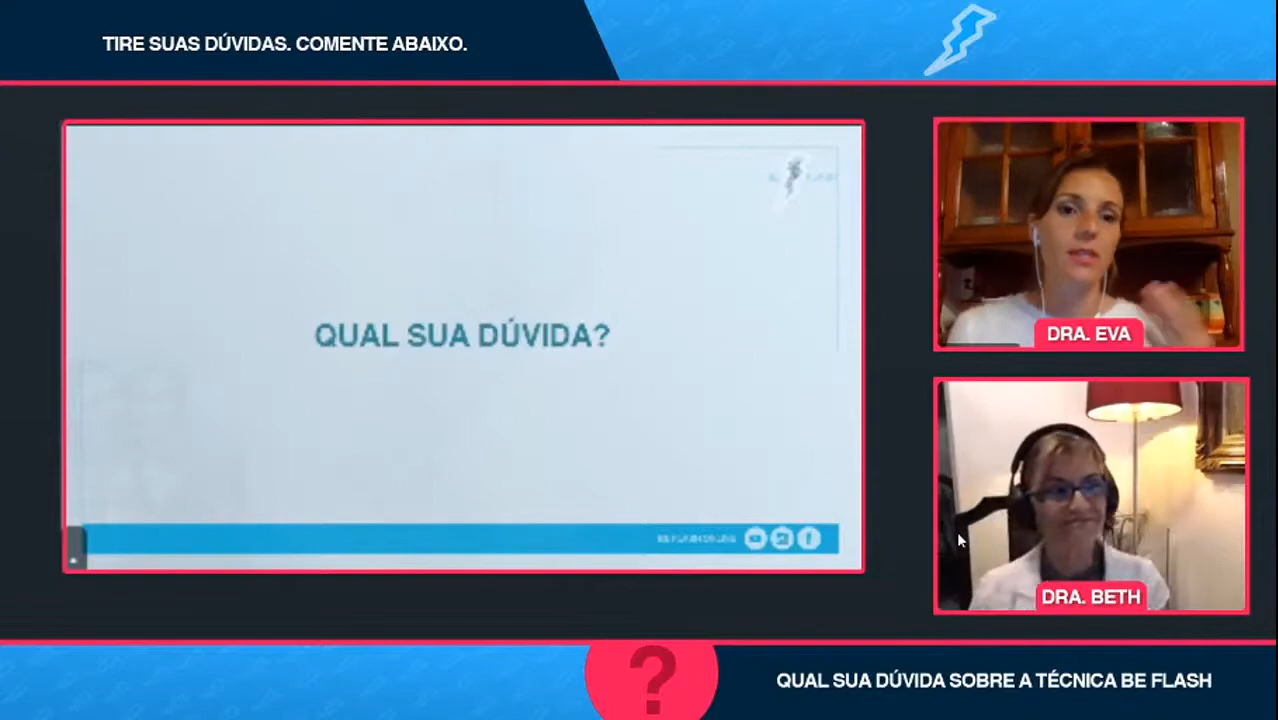 TIRE SUAS DÚVIDAS. COMENTE ABAIXO.
QUAL SUA DÚVIDA?
DRA. EVA
DRA. BETH
?
QUAL SUA DÚVIDA SOBRE A TÉCNICA BE FLASH